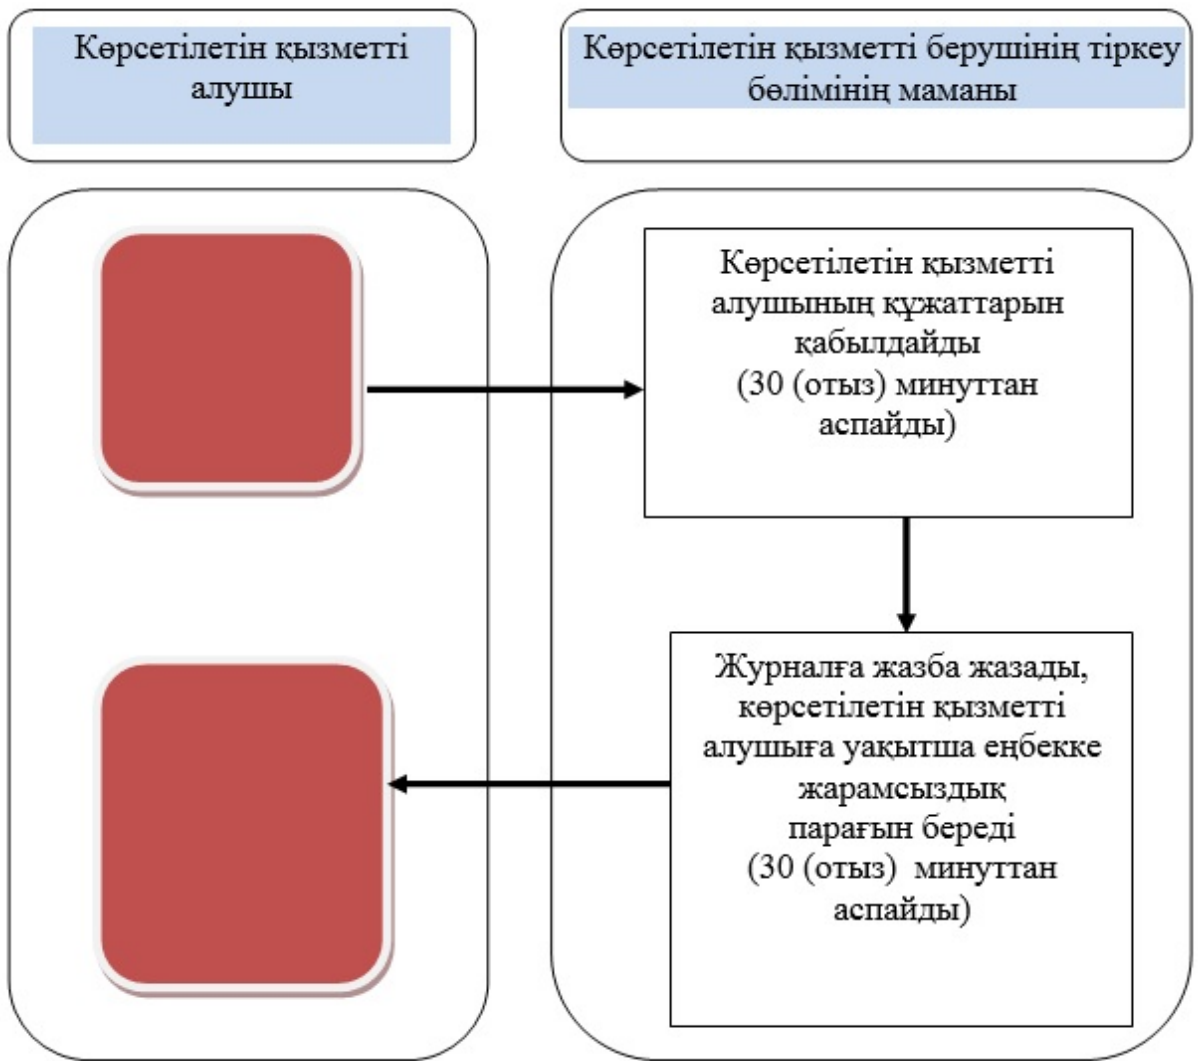 Көрсетілетін қызметті
алушы
Көрсетілетін қызметті берушінің тіркеу
бөлімінің маманы
Көрсетілетін қызметті
алушының құжаттарын
қабылдайды
(30 (отыз) минуттан
аспайды)
Журналға жазба жазады,
көрсетілетін қызметті
алушыға уақытша еңбекке
жарамсыздық
парағын береді
(30 (отыз) минуттан
аспайды)